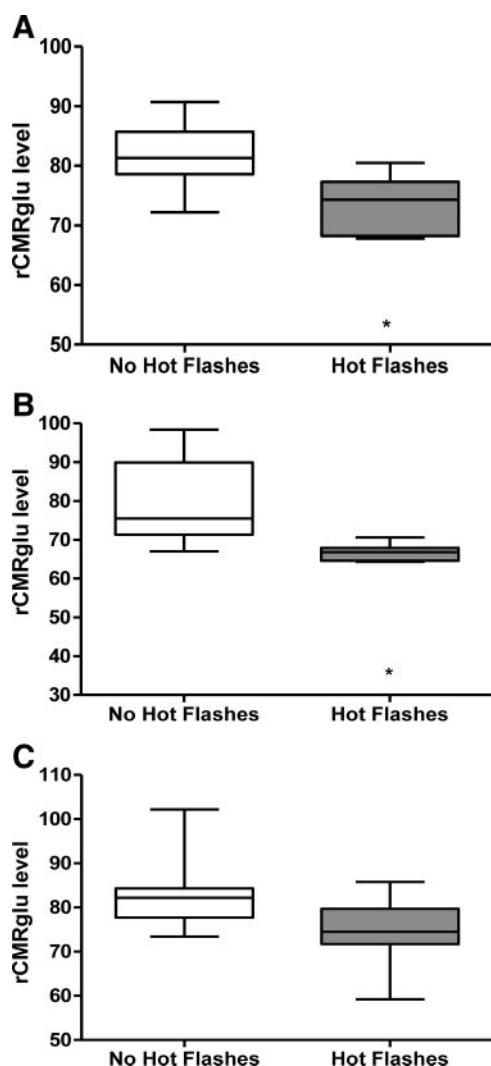 A
100
90
80
70
60
50
rCMRglu level
*
No Hot Flashes
Hot Flashes
B
100
90
80
70
60
50
40
30
rCMRglu level
*
No Hot Flashes
Hot Flashes
C
110
100
90
80
70
60
50
rCMRglu level
No Hot Flashes
Hot Flashes